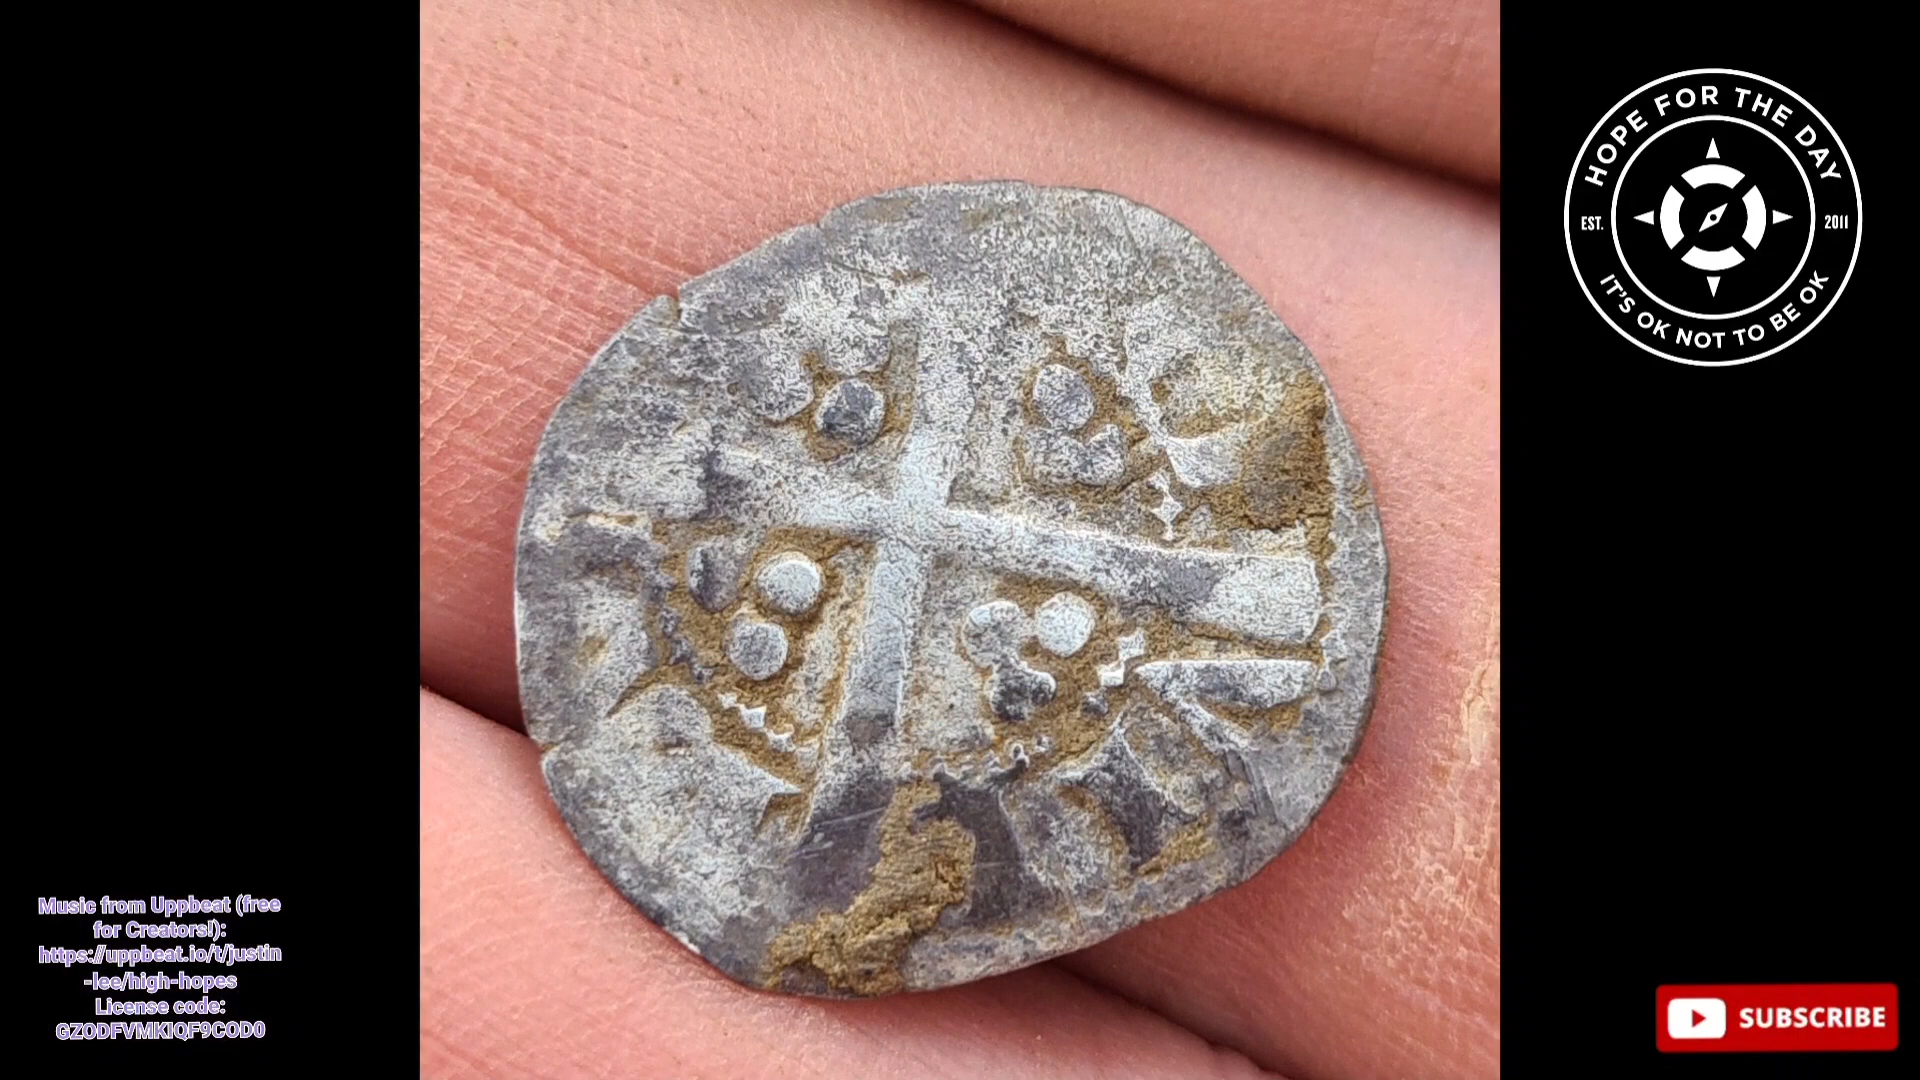 HOPE FOR THE DAY
EST. 2011
IT'S OK NOT TO BE OK
Music from Uppbeat (free
for Creators!):
https://uppbeat.io/t/justin
-lee/high-hopes
License code:
GZODFVMKIQF9COD0
SUBSCRIBE